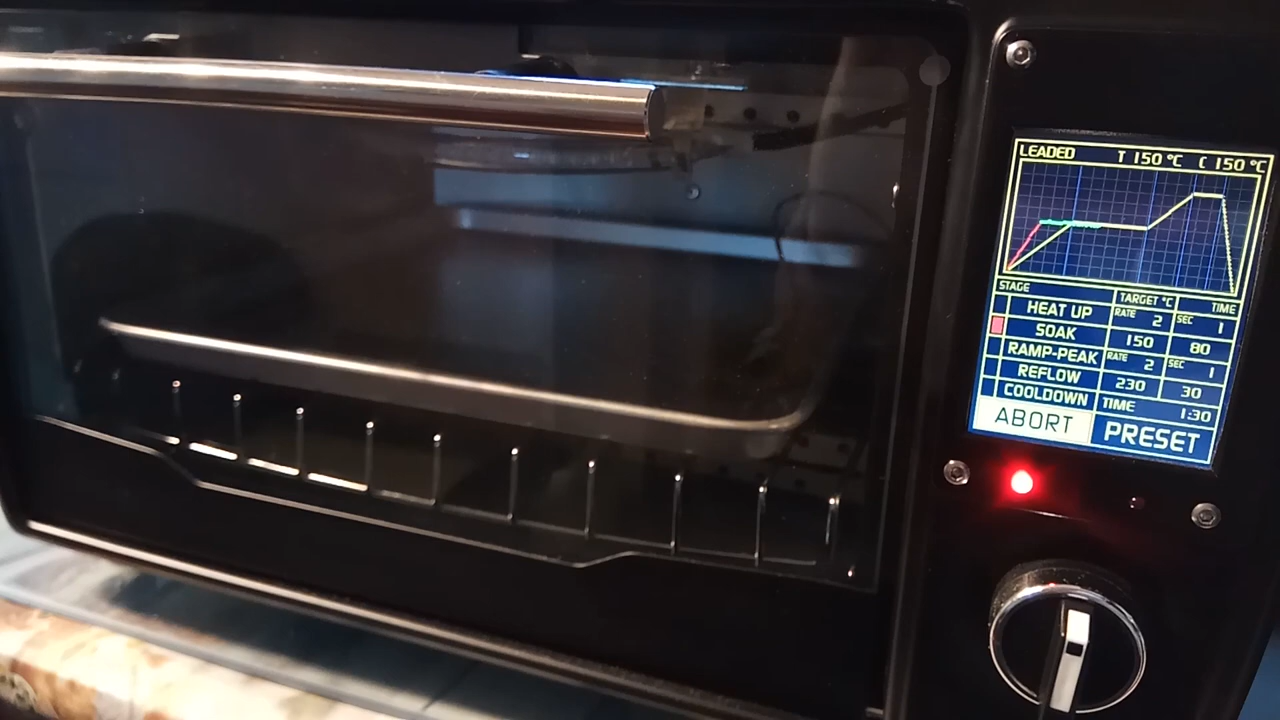 LEADED T 150 °C C 150 °C
STAGE TARGET °C TIME
HEAT UP RATE 2 SEC 1
SOAK 150 80
RAMP-PEAK RATE 2 SEC 1
REFLOW 230 30
COOLDOWN TIME 1:30
ABORT PRESET